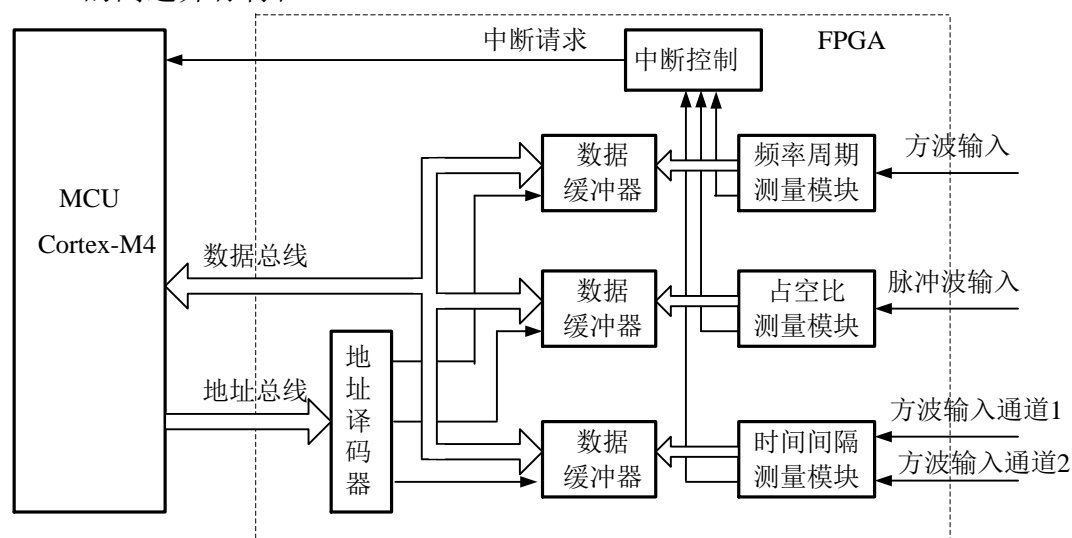 中断请求
中断控制
FPGA
MCU
Cortex-M4
数据
缓冲器
频率周期
测量模块
方波输入
数据总线
数据
缓冲器
占空比
测量模块
脉冲波输入
地址总线
地
址
译
码
器
数据
缓冲器
时间间隔
测量模块
方波输入通道1
方波输入通道2